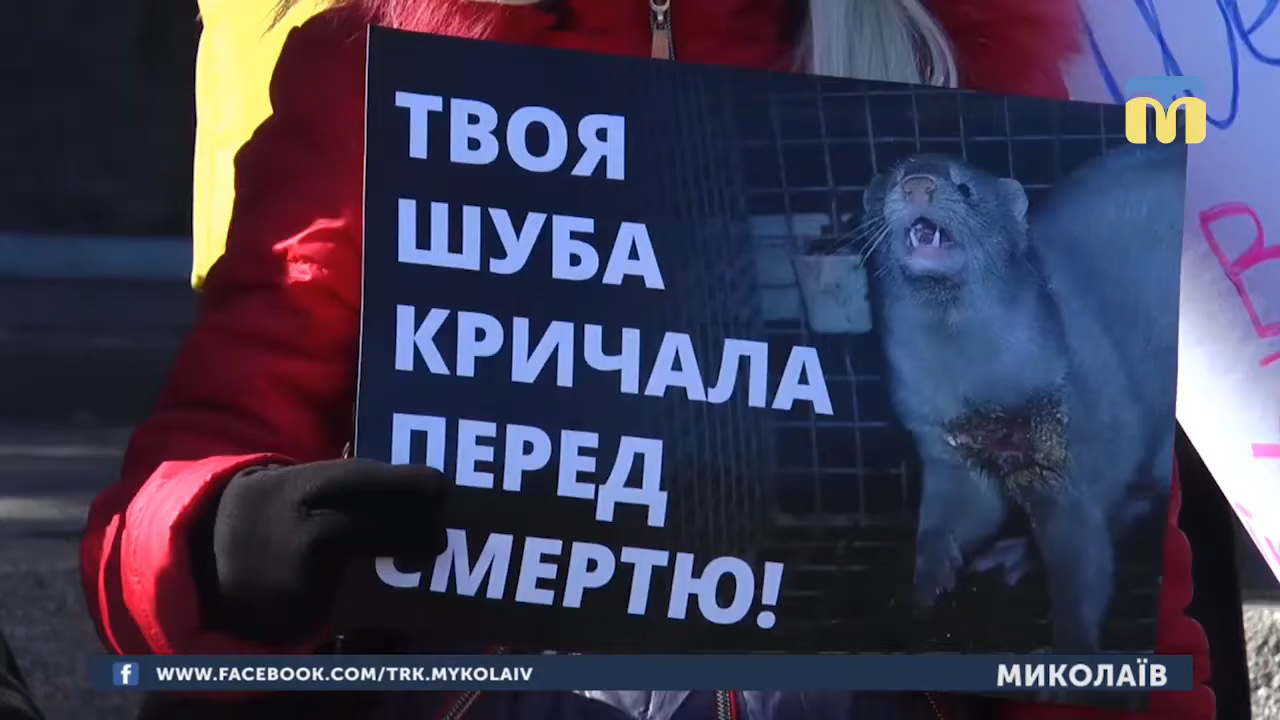 ТВОЯ
ШУБА
КРИЧАЛА
ПЕРЕД
СМЕРТЮ!
WWW.FACEBOOK.COM/TRK.MYKOLAIV
МИКОЛАЇВ